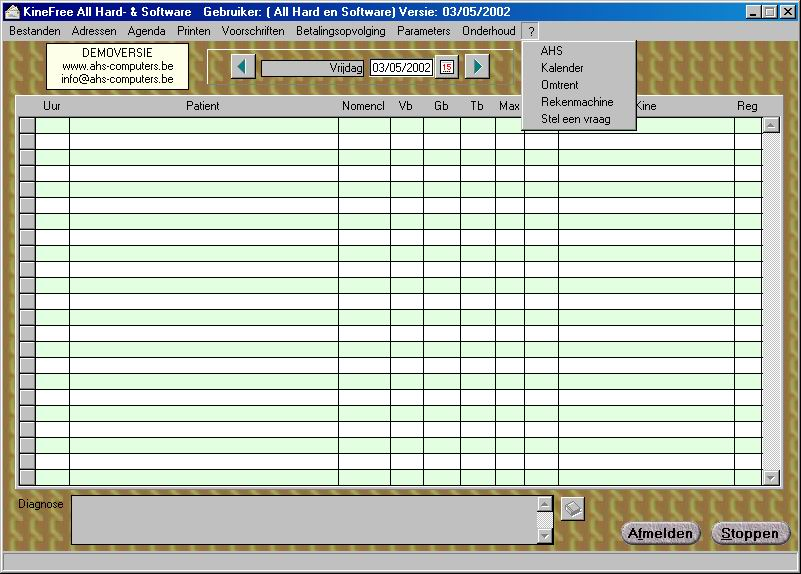 KineFree All Hard- & Software Gebruiker: ( All Hard en Software) Versie: 03/05/2002
Bestanden Adressen Agenda Printen Voorschriften Betalingsopvolging Parameters Onderhoud ?
DEMOVERSIE
www.ahs-computers.be
info@ahs-computers.be
Vrijdag 03/05/2002 15
AHS
Kalender
Omtrent
Rekenmachine
Stel een vraag
Uur Patient Nomencl Vb Gb Tb Max Kine Reg
Diagnose
Afmelden Stoppen